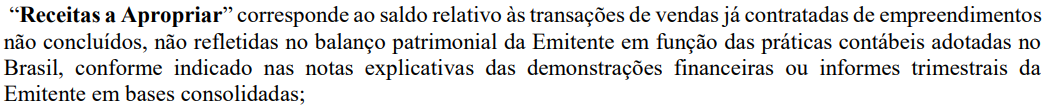 “Receitas a Apropriar” corresponde ao saldo relativo às transações de vendas já contratadas de empreendimentos
não concluídos, não refletidas no balanço patrimonial da Emitente em função das práticas contábeis adotadas no
Brasil, conforme indicado nas notas explicativas das demonstrações financeiras ou informes trimestrais da
Emitente em bases consolidadas;